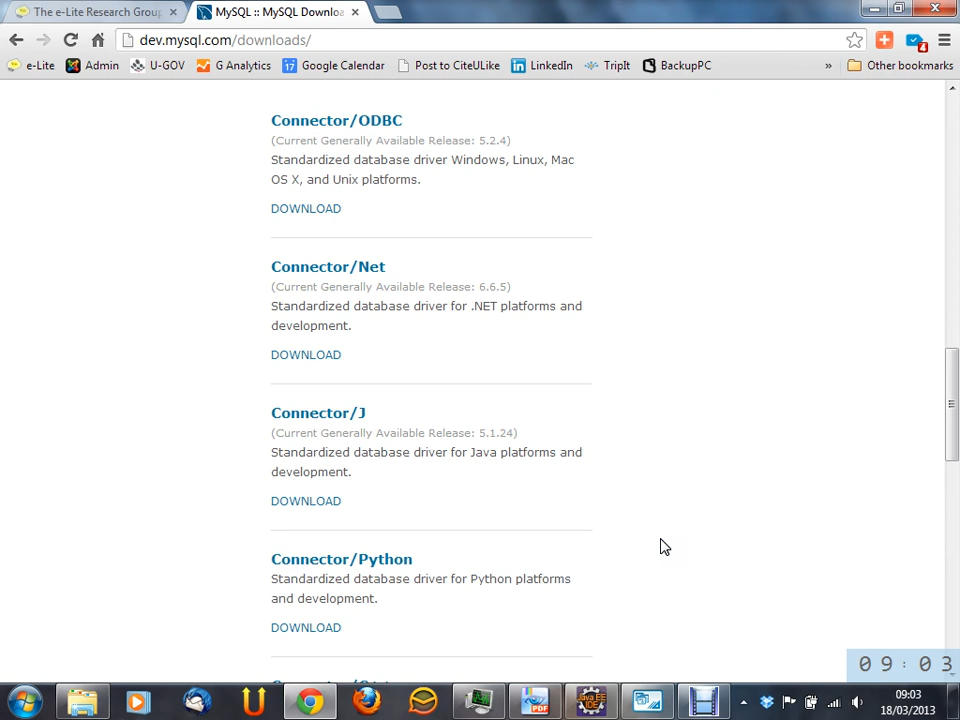 The e-Lite Research Group
MySQL :: MySQL Downloa
dev.mysql.com/downloads/
e-Lite
Admin
U-GOV
G Analytics
17
Google Calendar
Post to CiteULike
LinkedIn
TripIt
BackupPC
»
Other bookmarks
Connector/ODBC
(Current Generally Available Release: 5.2.4)
Standardized database driver Windows, Linux, Mac
OS X, and Unix platforms.
DOWNLOAD
Connector/Net
(Current Generally Available Release: 6.6.5)
Standardized database driver for .NET platforms and
development.
DOWNLOAD
Connector/J
(Current Generally Available Release: 5.1.24)
Standardized database driver for Java platforms and
development.
DOWNLOAD
Connector/Python
Standardized database driver for Python platforms
and development.
DOWNLOAD
09:03
PDF
Java EE
IDE
09:03
18/03/2013